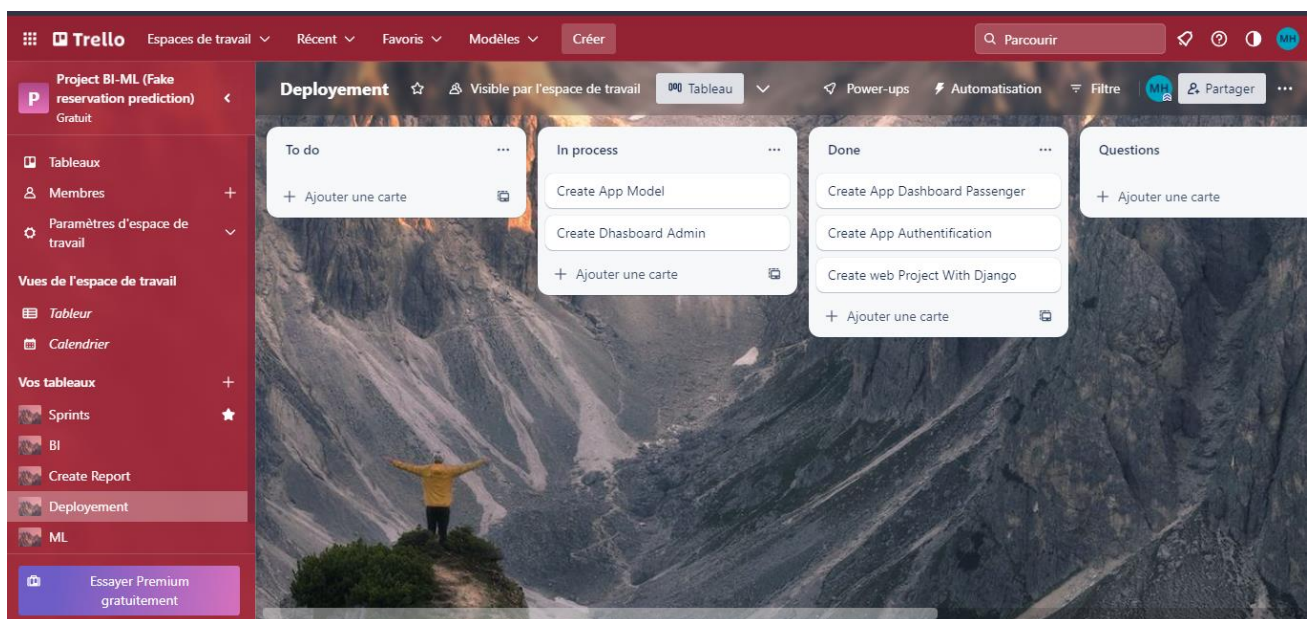 Trello
Espaces de travail
Récent
Favoris
Modèles
Créer
Parcourir
MH
P
Project BI-ML (Fake
reservation prediction)
Gratuit
Deployement
Visible par l'espace de travail
Tableau
Power-ups
Automatisation
Filtre
MH
Partager
Tableaux
Membres
Paramètres d'espace de
travail
Vues de l'espace de travail
Tableur
Calendrier
Vos tableaux
Sprints
BI
Create Report
Deployement
ML
Essayer Premium
gratuitement
To do
Ajouter une carte
In process
Create App Model
Create Dhasboard Admin
Ajouter une carte
Done
Create App Dashboard Passenger
Create App Authentification
Create web Project With Django
Ajouter une carte
Questions
Ajouter une carte